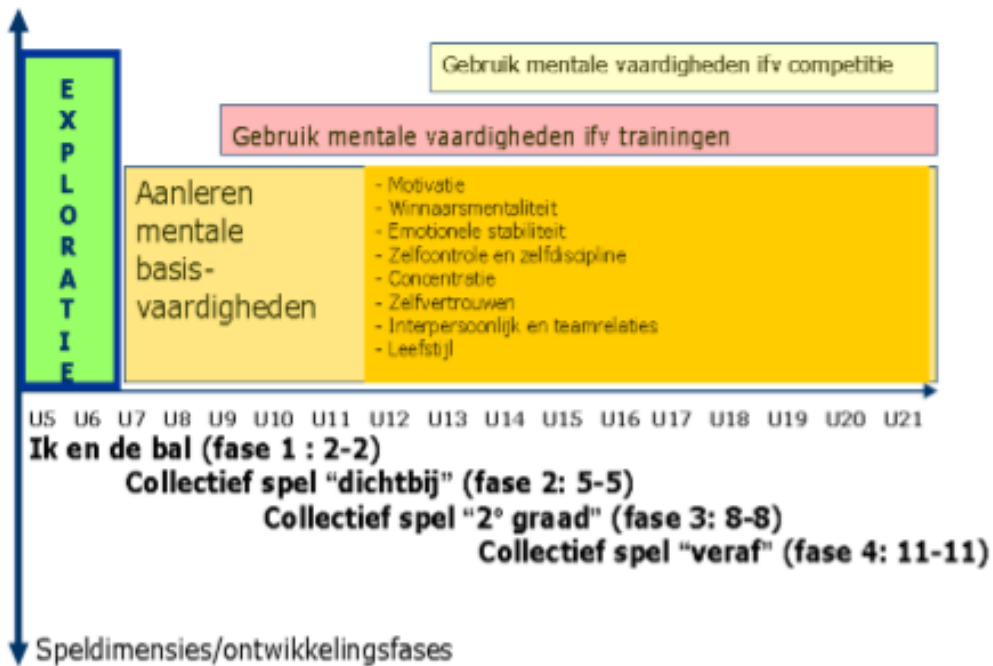 EXPLORATIE
Gebruik mentale vaardigheden ifv competitie
Gebruik mentale vaardigheden ifv trainingen
Aanleren
mentale
basis-
vaardigheden
- Motivatie
- Winnaarsmentaliteit
- Emotionele stabiliteit
- Zelfcontrole en zelfdiscipline
- Concentratie
- Zelfvertrouwen
- Interpersoonlijk en teamrelaties
- Leefstijl
U5 U6 U7 U8 U9 U10 U11 U12 U13 U14 U15 U16 U17 U18 U19 U20 U21
Ik en de bal (fase 1 : 2-2)
Collectief spel “dichtbij” (fase 2: 5-5)
Collectief spel “2° graad” (fase 3: 8-8)
Collectief spel “veraf” (fase 4: 11-11)
Speldimensies/ontwikkelingsfases